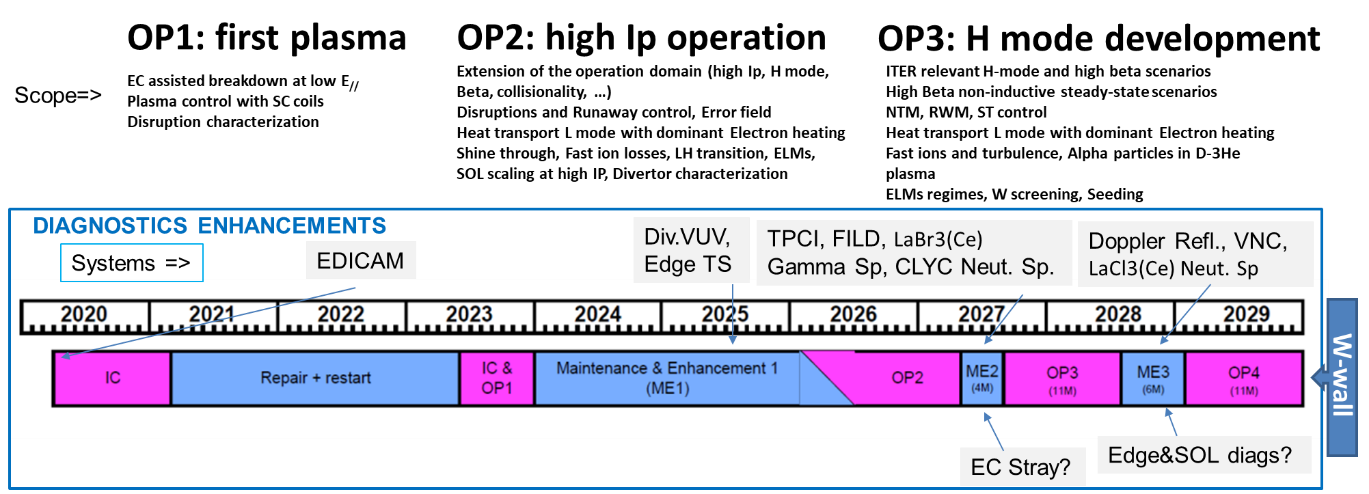 OP1: first plasma
OP2: high Ip operation
OP3: H mode development
Scope=>
EC assisted breakdown at low E//
Plasma control with SC coils
Disruption characterization
Extension of the operation domain (high Ip, H mode,
Beta, collisionality, ...)
Disruptions and Runaway control, Error field
Heat transport L mode with dominant Electron heating
Shine through, Fast ion losses, LH transition, ELMs,
SOL scaling at high IP, Divertor characterization
ITER relevant H-mode and high beta scenarios
High Beta non-inductive steady-state scenarios
NTM, RWM, ST control
Heat transport L mode with dominant Electron heating
Fast ions and turbulence, Alpha particles in D-3He
plasma
ELMs regimes, W screening, Seeding
DIAGNOSTICS ENHANCEMENTS
Systems =>
EDICAM
Div.VUV,
Edge TS
TPCI, FILD, LaBr3(Ce)
Gamma Sp, CLYC Neut. Sp.
Doppler Refl., VNC,
LaCl3(Ce) Neut. Sp
2020 2021 2022 2023 2024 2025 2026 2027 2028 2029
IC
Repair + restart
IC &
OP1
Maintenance & Enhancement 1
(ME1)
OP2
ME2
(4M)
OP3
(11M)
ME3
(6M)
OP4
(11M)
W-wall
EC Stray?
Edge&SOL diags?